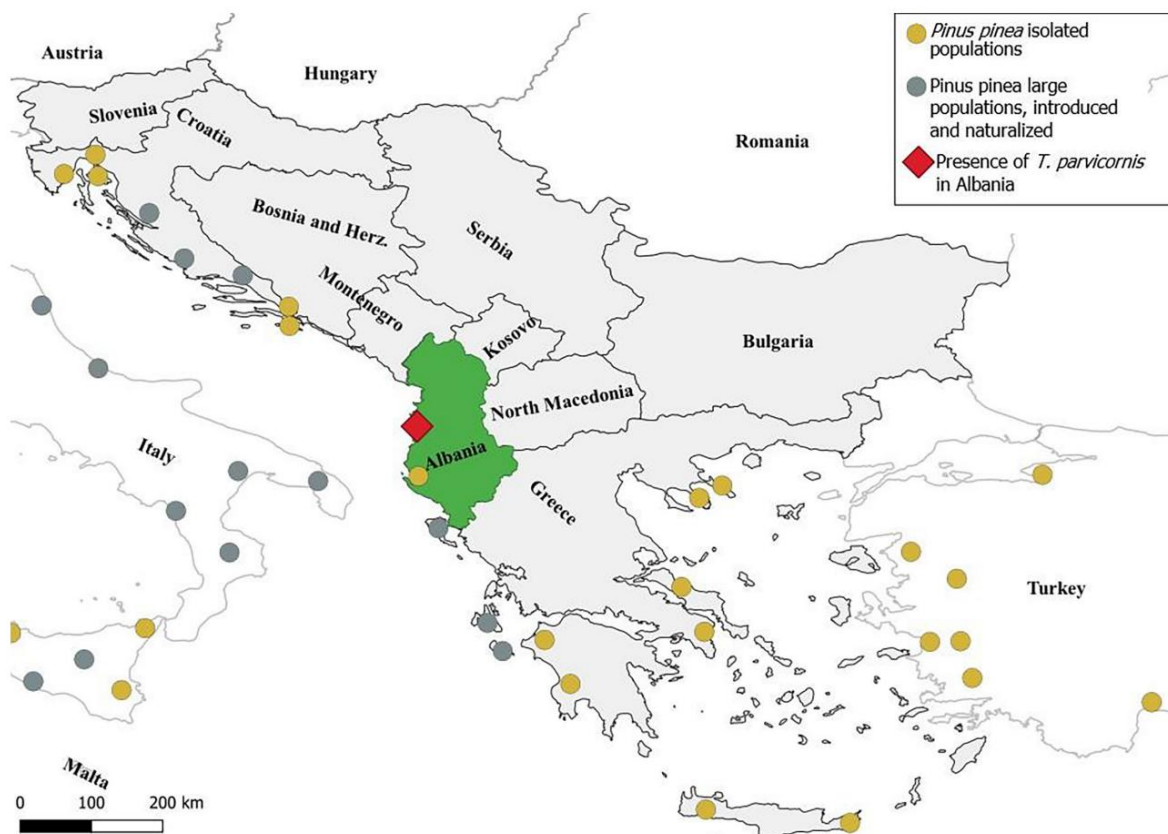 Austria
Hungary
Slovenia
Croatia
Romania
Bosnia and Herz.
Serbia
Montenegro
Kosovo
Bulgaria
North Macedonia
Italy
Albania
Greece
Turkey
Malta
0 100 200 km
Pinus pinea isolated
populations
Pinus pinea large
populations, introduced
and naturalized
Presence of T. parvicornis
in Albania